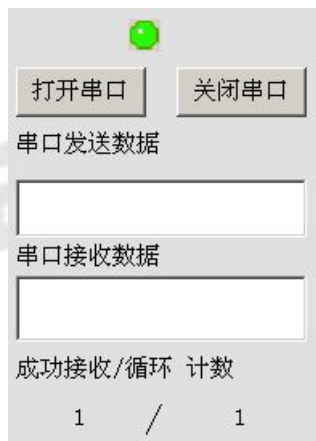 打开串口 关闭串口
串口发送数据
串口接收数据
成功接收/循环 计数
1 / 1